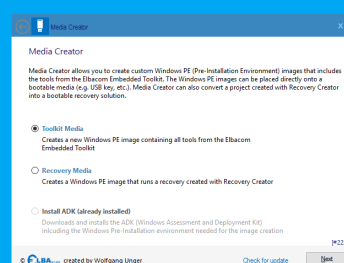 Media Creator
X
Media Creator
Media Creator allows you to create custom Windows PE (Pre-Installation Environment) images that includes
the tools from the Elbacom Embedded Toolkit. The Windows PE images can be placed directly onto a
bootable media (e.g. USB key, etc.). Media Creator can also convert a project created with Recovery Creator
into a bootable recovery solution.
Toolkit Media
Creates a new Windows PE image containing all tools from the Elbacom
Embedded Toolkit
Recovery Media
Creates a Windows PE image that runs a recovery created with Recovery Creator
Install ADK (already installed)
Downloads and installs the ADK (Windows Assessment and Deployment Kit)
inlcuding the Windows Pre-Installation evnironment needed for the image creation
[#22
© ELBA created by Wolfgang Unger Check for update Next